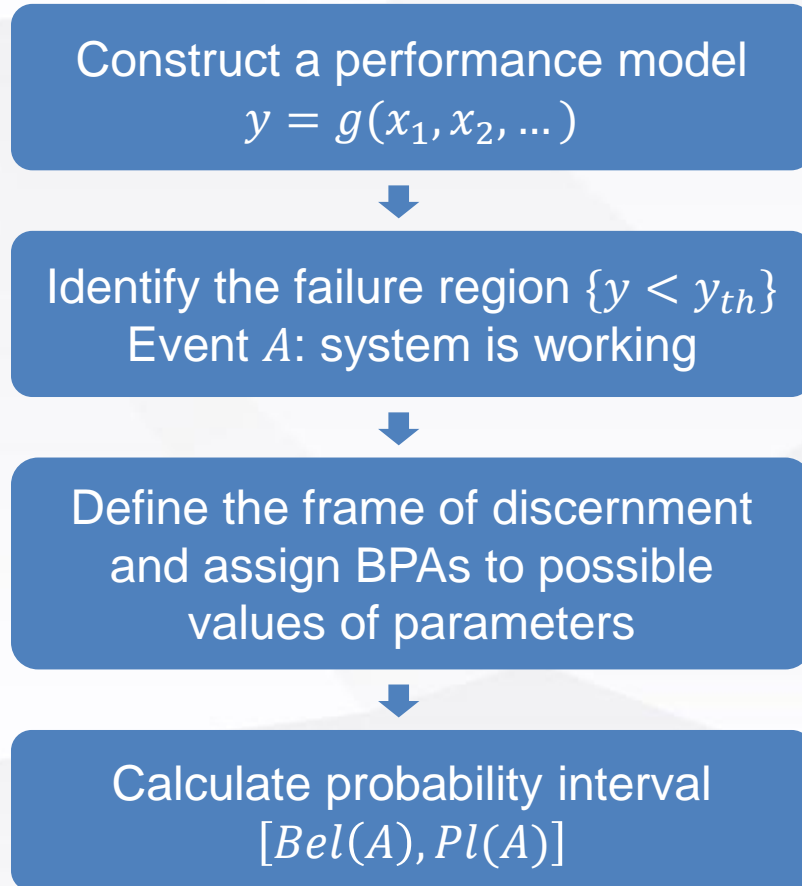 Construct a performance model
y = g(x₁, x₂, … )
Identify the failure region {y < yₜₕ}
Event A: system is working
Define the frame of discernment
and assign BPAs to possible
values of parameters
Calculate probability interval
[Bel(A), Pl(A)]